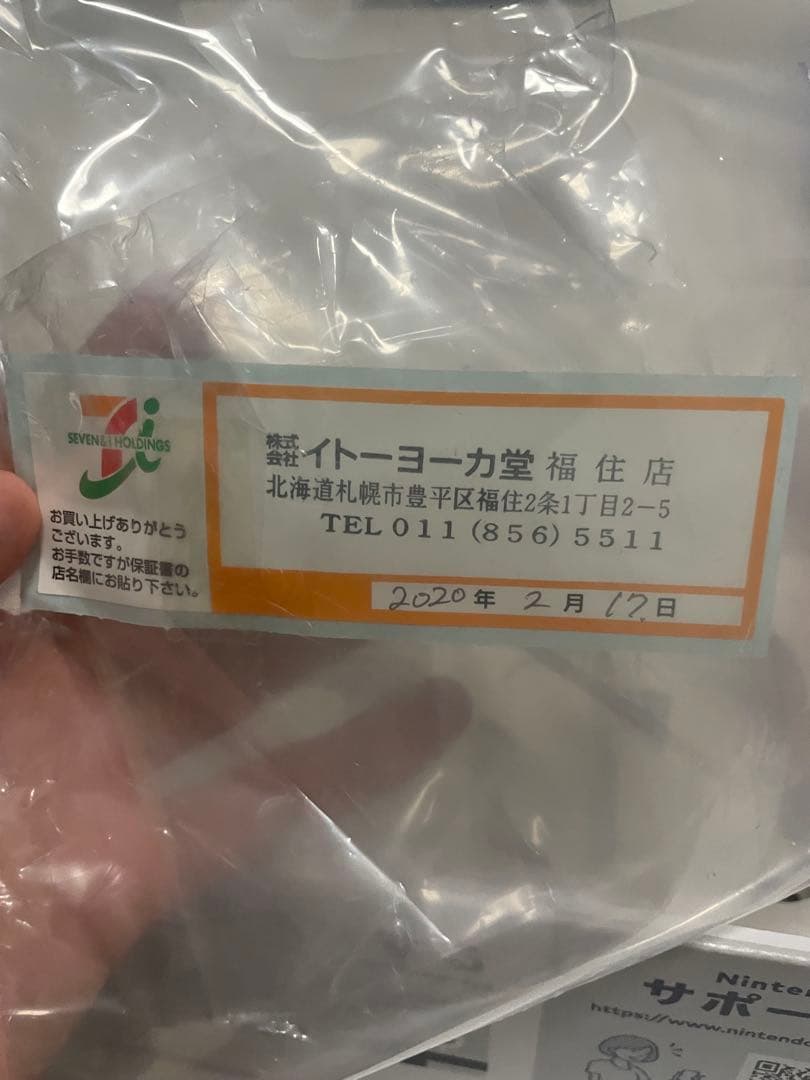 SEVEN & i HOLDINGS
お買い上げありがとう
ございます。
お手数ですが保証書の
店名欄にお貼り下さい。
株式会社イトーヨーカ堂 福住店
北海道札幌市豊平区福住2条1丁目2-5
TEL 011 (856) 5511
2020年 2月 17日
サポー
https://www.nintendo